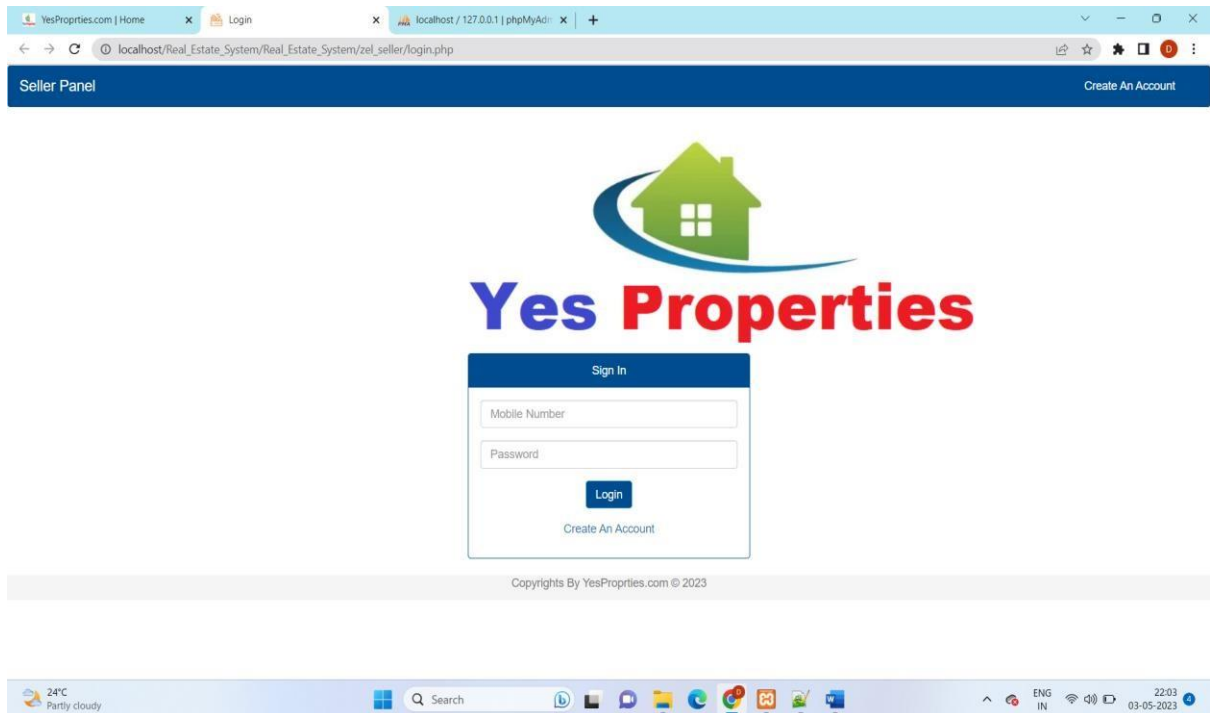 YesProprties.com | Home
Login
localhost / 127.0.0.1 | phpMyAdm
localhost/Real_Estate_System/Real_Estate_System/zel_seller/login.php
D
Seller Panel
Create An Account
Yes Properties
Sign In
Mobile Number
Password
Login
Create An Account
Copyrights By YesProprties.com © 2023
24°C
Partly cloudy
Search
ENG
IN
22:03
03-05-2023
4